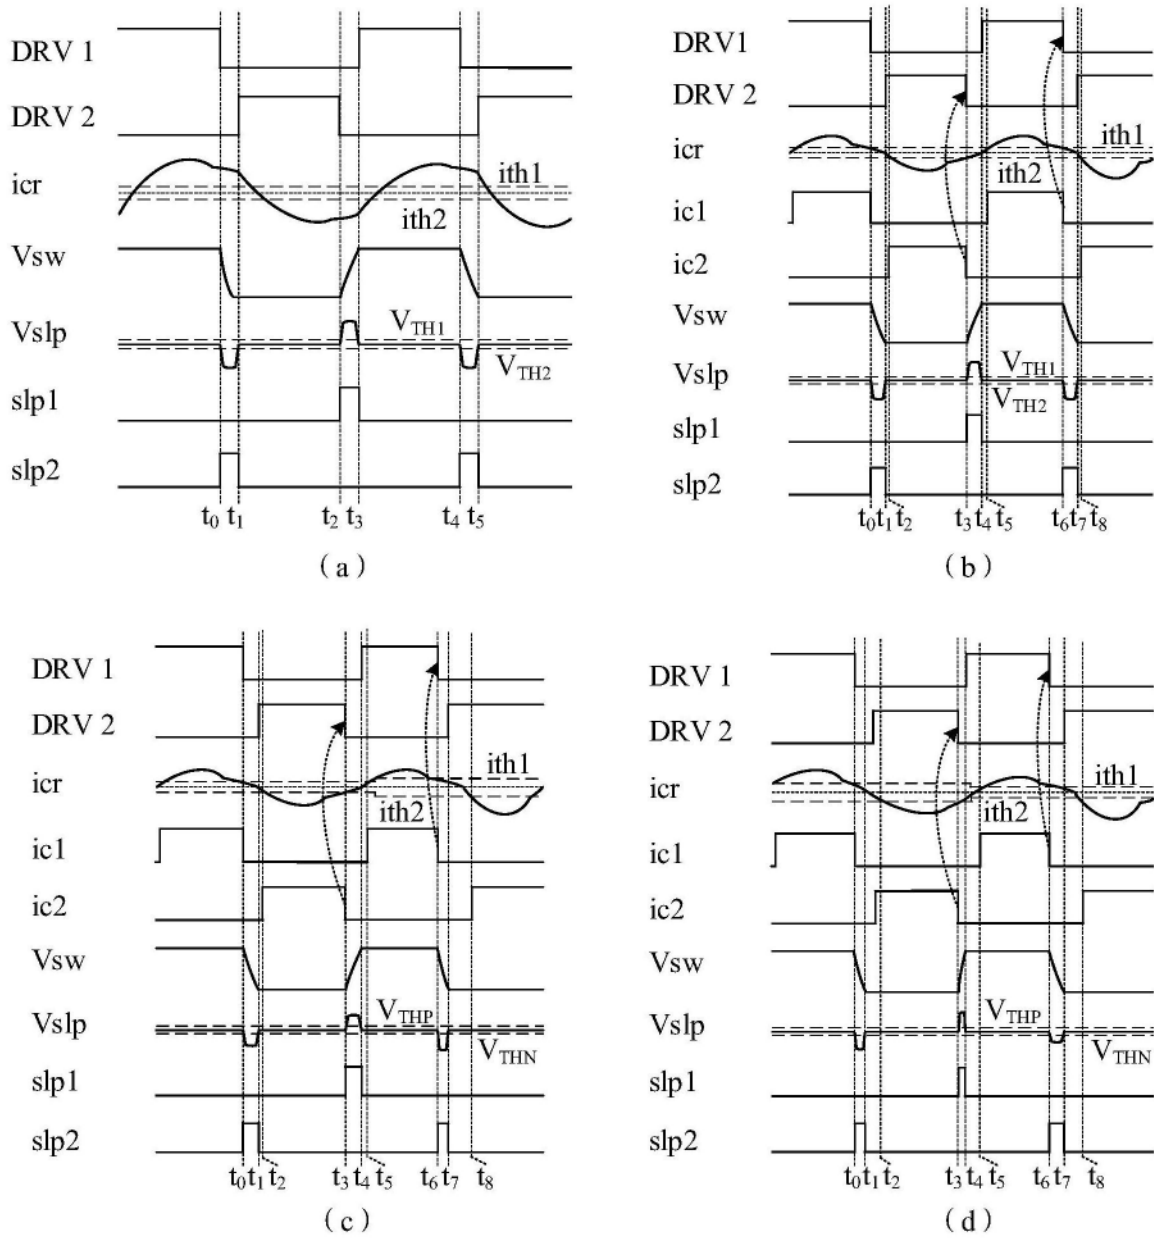 DRV 1
DRV 2
icr
ith1
ith2
Vsw
Vslp
VTH1
VTH2
slp1
slp2
t0 t1 t2 t3 t4 t5
(a)
DRV1
DRV 2
icr
ith1
ith2
ic1
ic2
Vsw
Vslp
VTH1
VTH2
slp1
slp2
t0 t1 t2 t3 t4 t5 t6 t7 t8
(b)
DRV 1
DRV 2
icr
ith1
ith2
ic1
ic2
Vsw
Vslp
VTHP
VTHN
slp1
slp2
t0 t1 t2 t3 t4 t5 t6 t7 t8
(c)
DRV 1
DRV 2
icr
ith1
ith2
ic1
ic2
Vsw
Vslp
VTHP
VTHN
slp1
slp2
t0 t1 t2 t3 t4 t5 t6 t7 t8
(d)